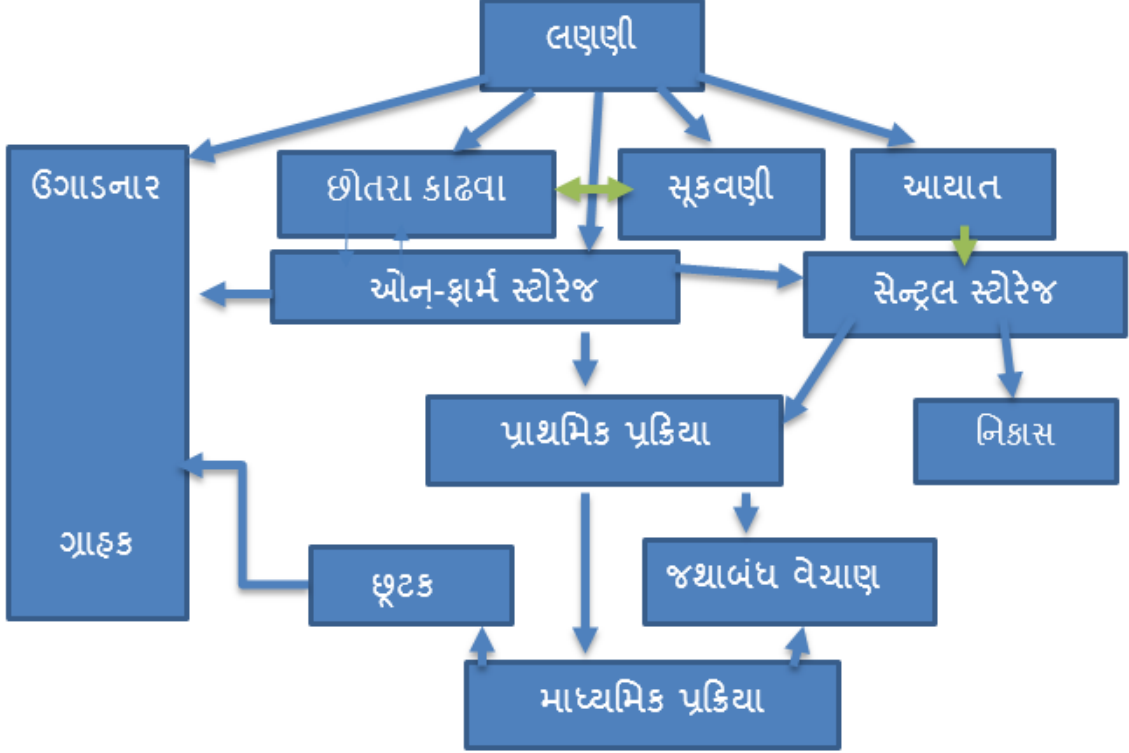 લણણી
ઉગાડનાર
છોતરા કાઢવા
સૂકવણી
આયાત
ઓન્-ફાર્મ સ્ટોરેજ
સેન્ટ્રલ સ્ટોરેજ
પ્રાથમિક પ્રક્રિયા
નિકાસ
ગ્રાહક
છૂટક
જથાબંધ વેચાણ
માધ્યમિક પ્રક્રિયા